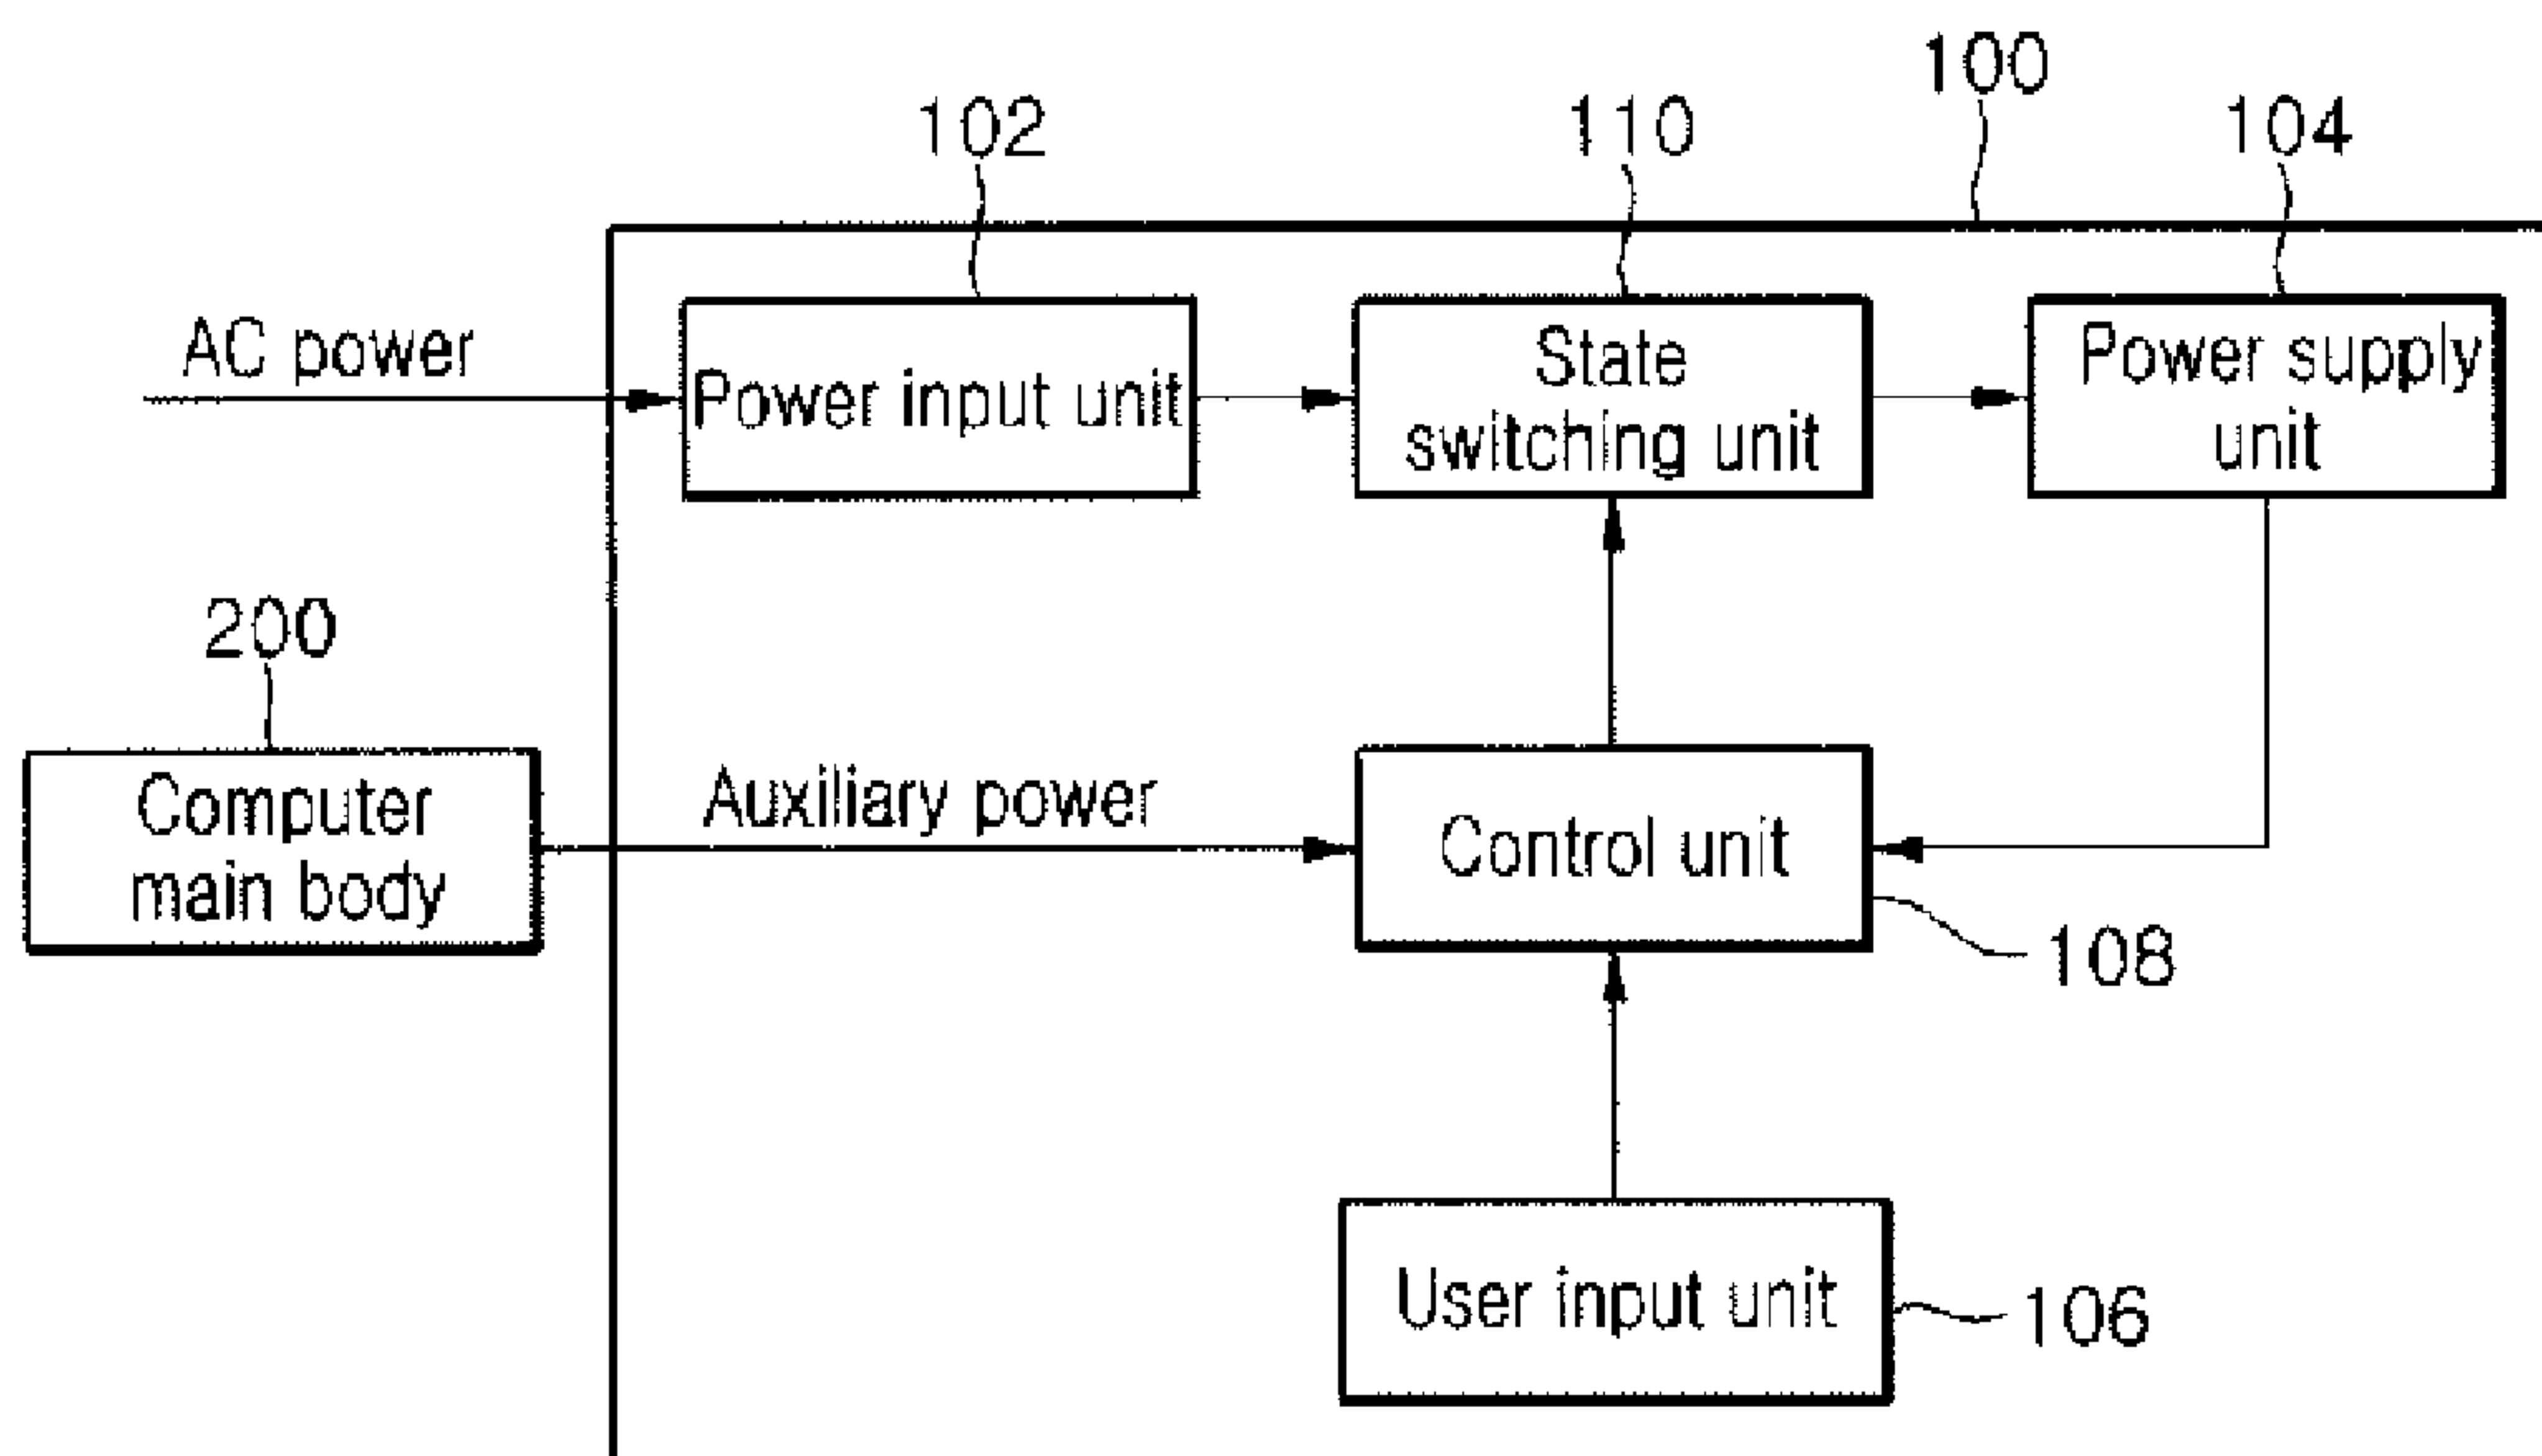 100
102
110
104
AC power
Power input unit
State
switching unit
Power supply
unit
200
Computer
main body
Auxiliary power
Control unit
108
User input unit
106